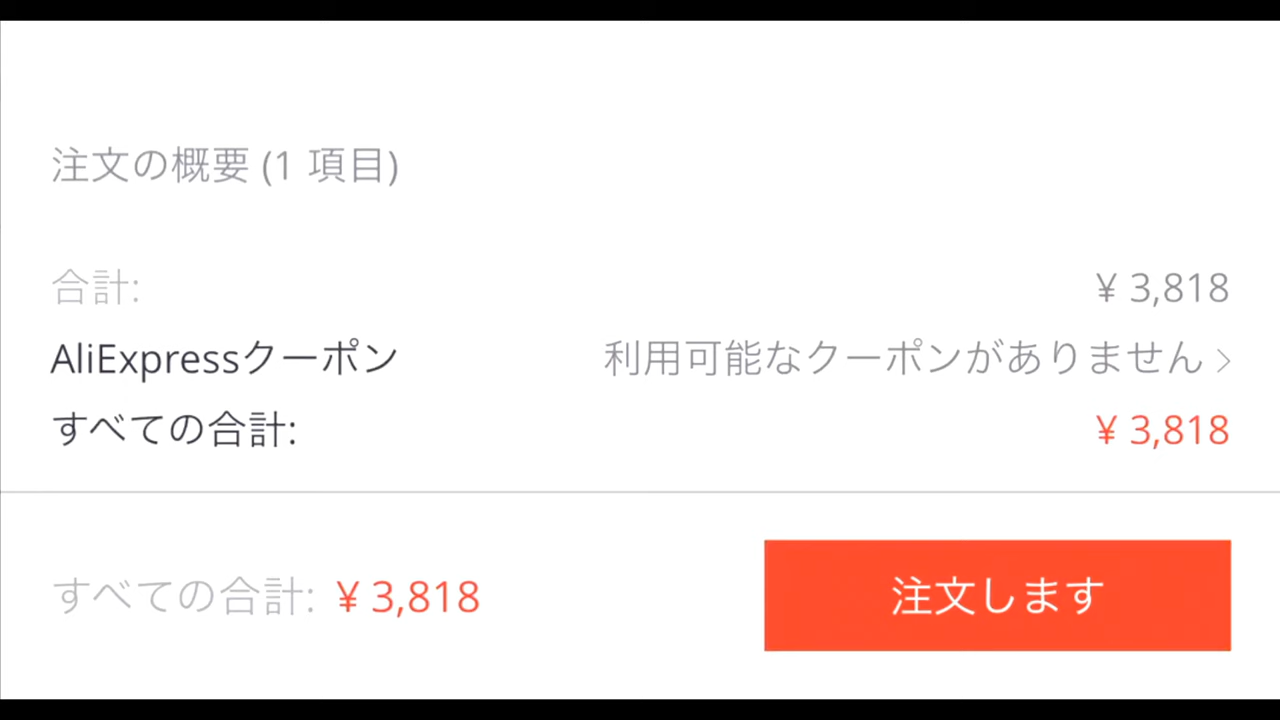 注文の概要 (1 項目)
合計: ¥ 3,818
AliExpressクーポン 利用可能なクーポンがありません >
すべての合計: ¥ 3,818
すべての合計: ¥ 3,818 注文します